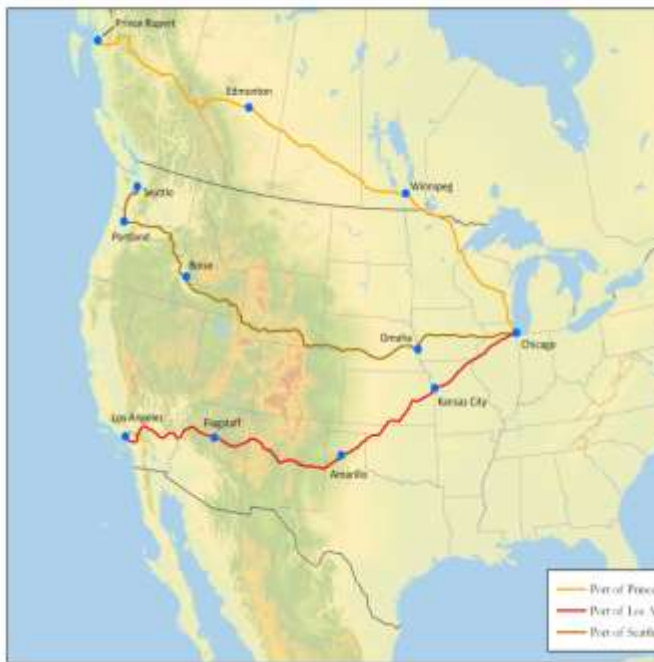 Prince Rupert
Edmonton
Winnipeg
Seattle
Portland
Boise
Omaha
Chicago
Kansas City
Los Angeles
Flagstaff
Amarillo
Port of Prince
Port of Los A
Port of Seattl